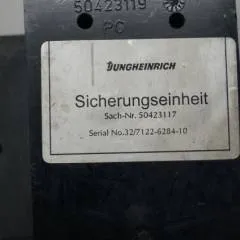 50423119
PC
JUNGHEINRICH
Sicherungseinheit
Sach-Nr. 50423117
Serial No.32/7122-6284-10